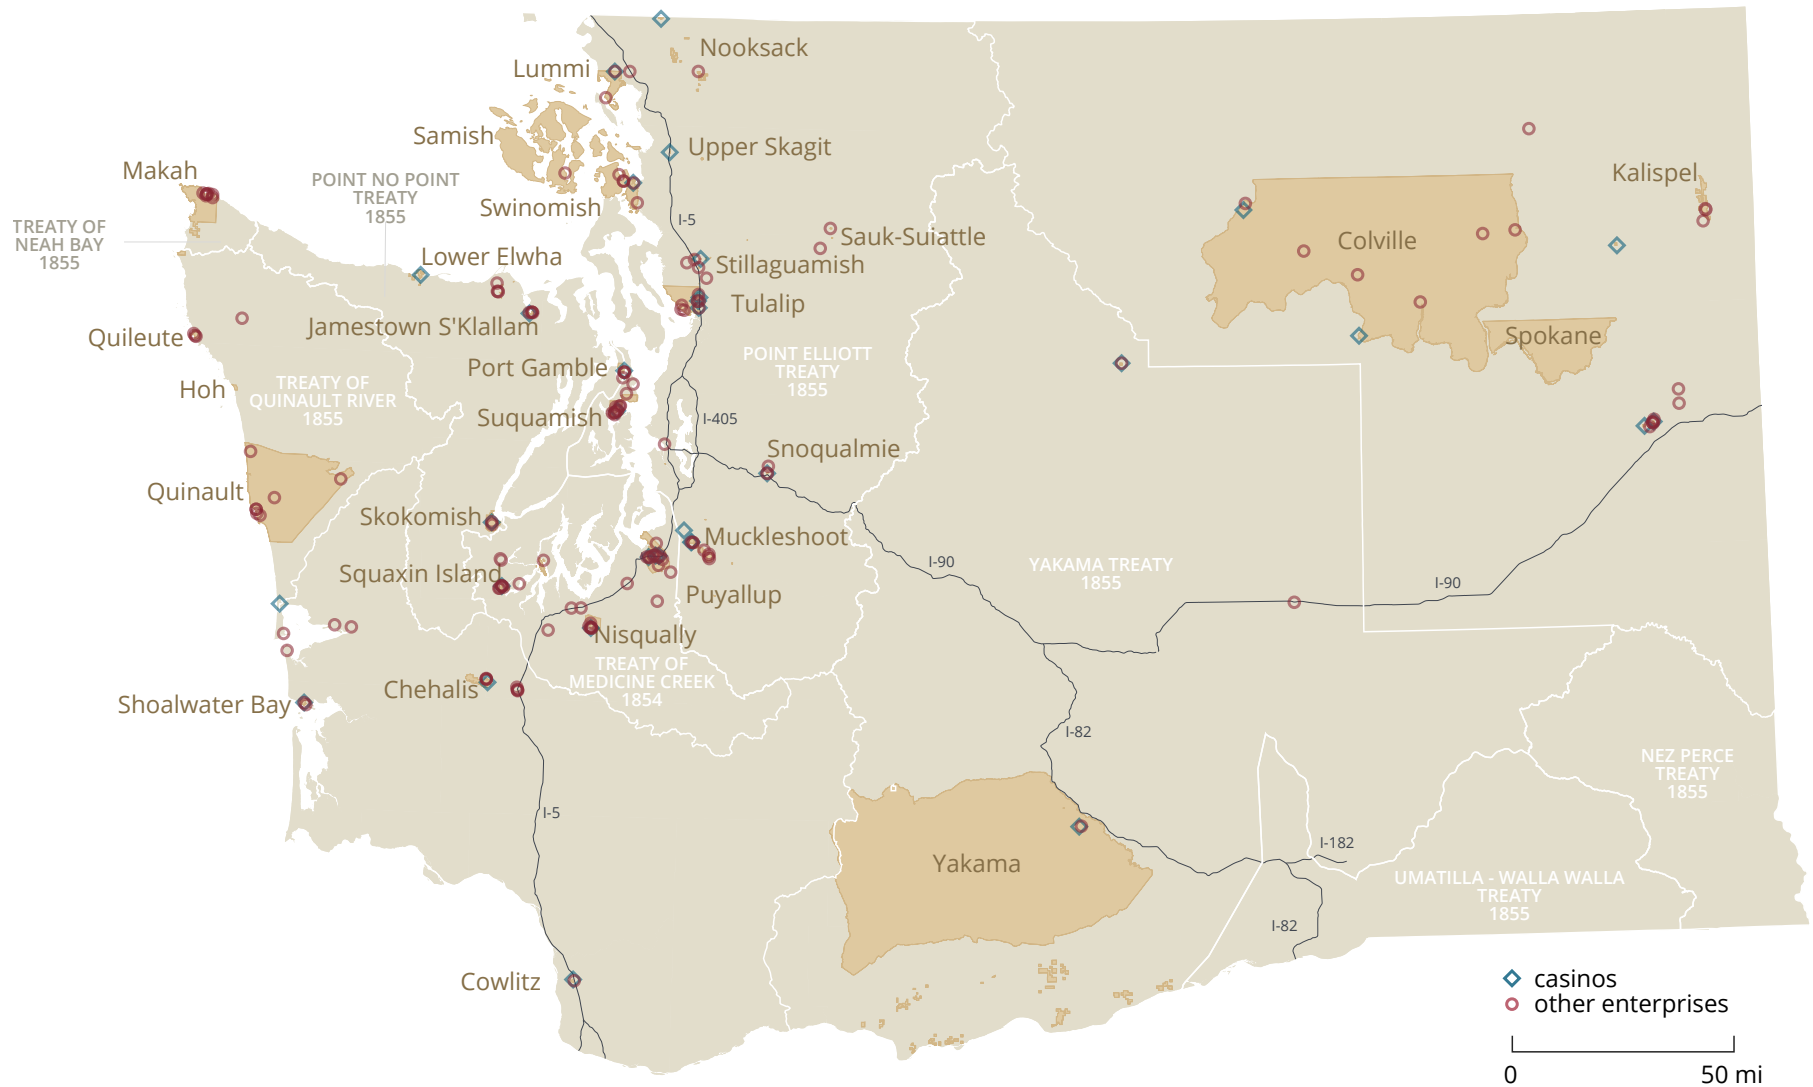 Nooksack
Lummi
Samish
Upper Skagit
Makah
POINT NO POINT
TREATY
1855
Kalispel
Swinomish
I-5
TREATY OF
NEAH BAY
1855
Sauk-Suiattle
Colville
Lower Elwha
Stillaguamish
Tulalip
Jamestown S'Klallam
Quileute
Spokane
POINT ELLIOTT
TREATY
1855
Port Gamble
Hoh
TREATY OF
QUINAULT RIVER
1855
Suquamish
I-405
Snoqualmie
Quinault
Skokomish
Muckleshoot
I-90
YAKAMA TREATY
1855
I-90
Squaxin Island
Puyallup
Nisqually
TREATY OF
MEDICINE CREEK
1854
Chehalis
Shoalwater Bay
I-82
NEZ PERCE
TREATY
1855
I-5
I-182
Yakama
UMATILLA - WALLA WALLA
TREATY
1855
I-82
Cowlitz
casinos
other enterprises
0 50 mi